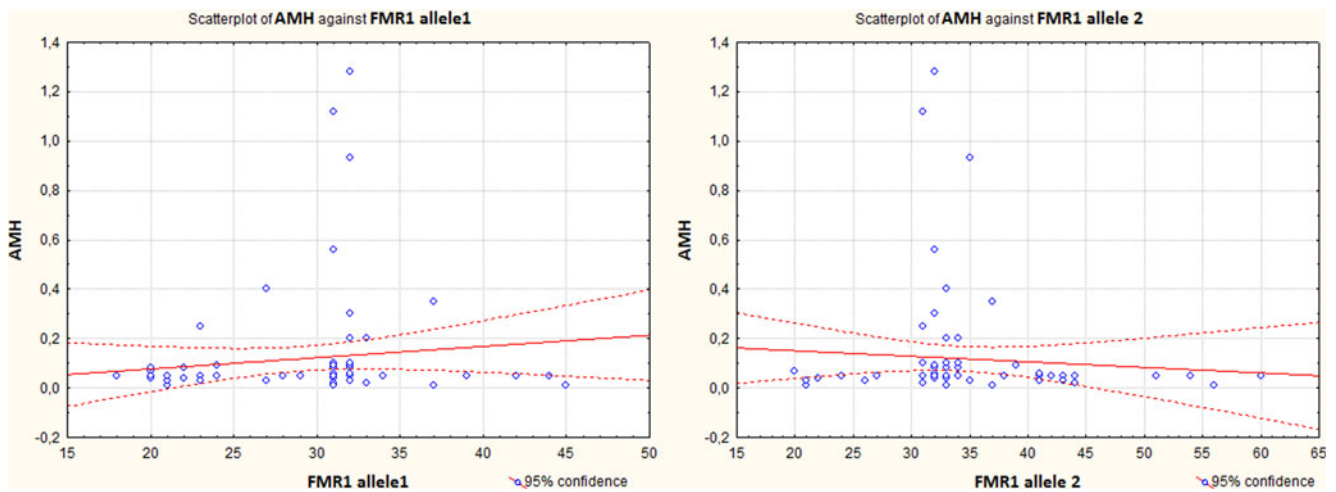 Scatterplot of AMH against FMR1 allele1
1,4
1,2
1,0
0,8
0,6
0,4
0,2
0,0
-0,2
AMH
15 20 25 30 35 40 45 50
FMR1 allele1
95% confidence
Scatterplot of AMH against FMR1 allele 2
1,4
1,2
1,0
0,8
0,6
0,4
0,2
0,0
-0,2
AMH
15 20 25 30 35 40 45 50 55 60 65
FMR1 allele 2
95% confidence